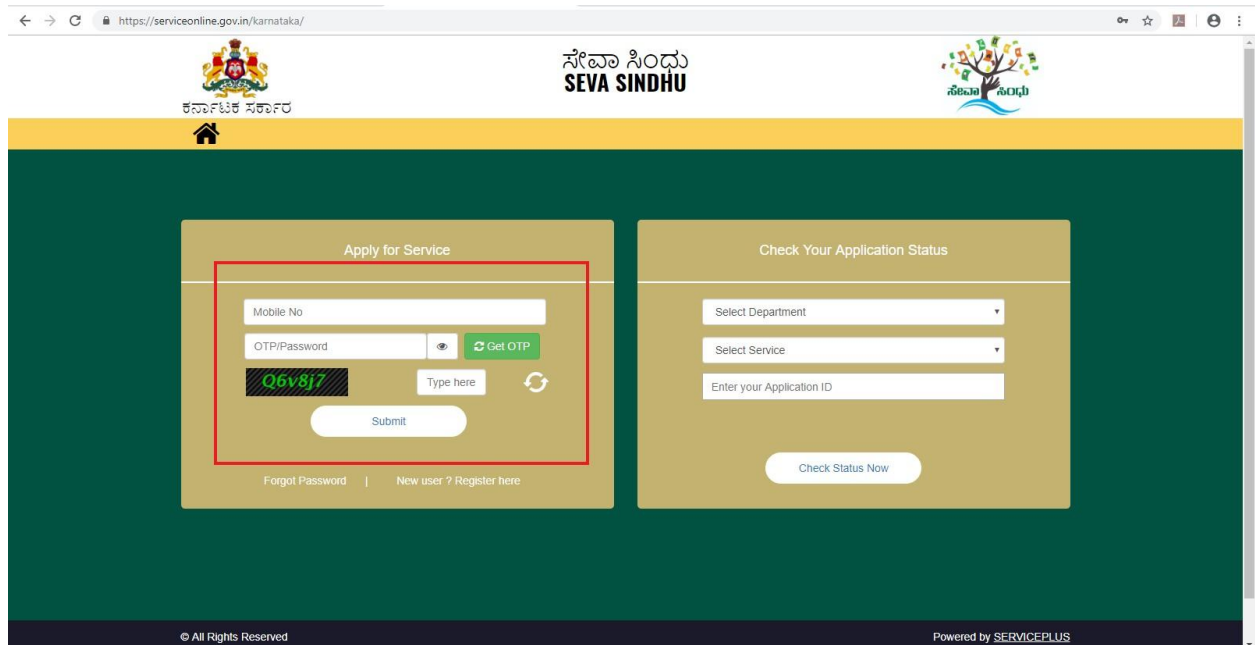 https://serviceonline.gov.in/karnataka/
ಕರ್ನಾಟಕ ಸರ್ಕಾರ
ಸೇವಾ ಸಿಂಧು
SEVA SINDHU
ಸೇವಾ ಸಿಂಧು
Apply for Service
Mobile No
OTP/Password
Get OTP
Q6v8j7
Type here
Submit
Forgot Password | New user ? Register here
Check Your Application Status
Select Department
Select Service
Enter your Application ID
Check Status Now
© All Rights Reserved
Powered by SERVICEPLUS